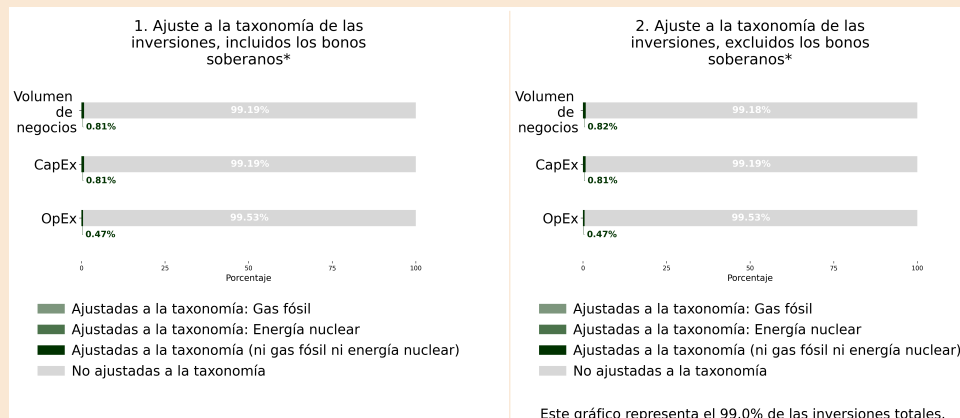 1. Ajuste a la taxonomía de las
inversiones, incluidos los bonos
soberanos*
Volumen
de
negocios
99.19%
0.81%
CapEx
99.19%
0.81%
OpEx
99.53%
0.47%
0 25 50 75 100
Porcentaje
Ajustadas a la taxonomía: Gas fósil
Ajustadas a la taxonomía: Energía nuclear
Ajustadas a la taxonomía (ni gas fósil ni energía nuclear)
No ajustadas a la taxonomía
2. Ajuste a la taxonomía de las
inversiones, excluidos los bonos
soberanos*
Volumen
de
negocios
99.18%
0.82%
CapEx
99.19%
0.81%
OpEx
99.53%
0.47%
0 25 50 75 100
Porcentaje
Ajustadas a la taxonomía: Gas fósil
Ajustadas a la taxonomía: Energía nuclear
Ajustadas a la taxonomía (ni gas fósil ni energía nuclear)
No ajustadas a la taxonomía
Este gráfico representa el 99.0% de las inversiones totales.